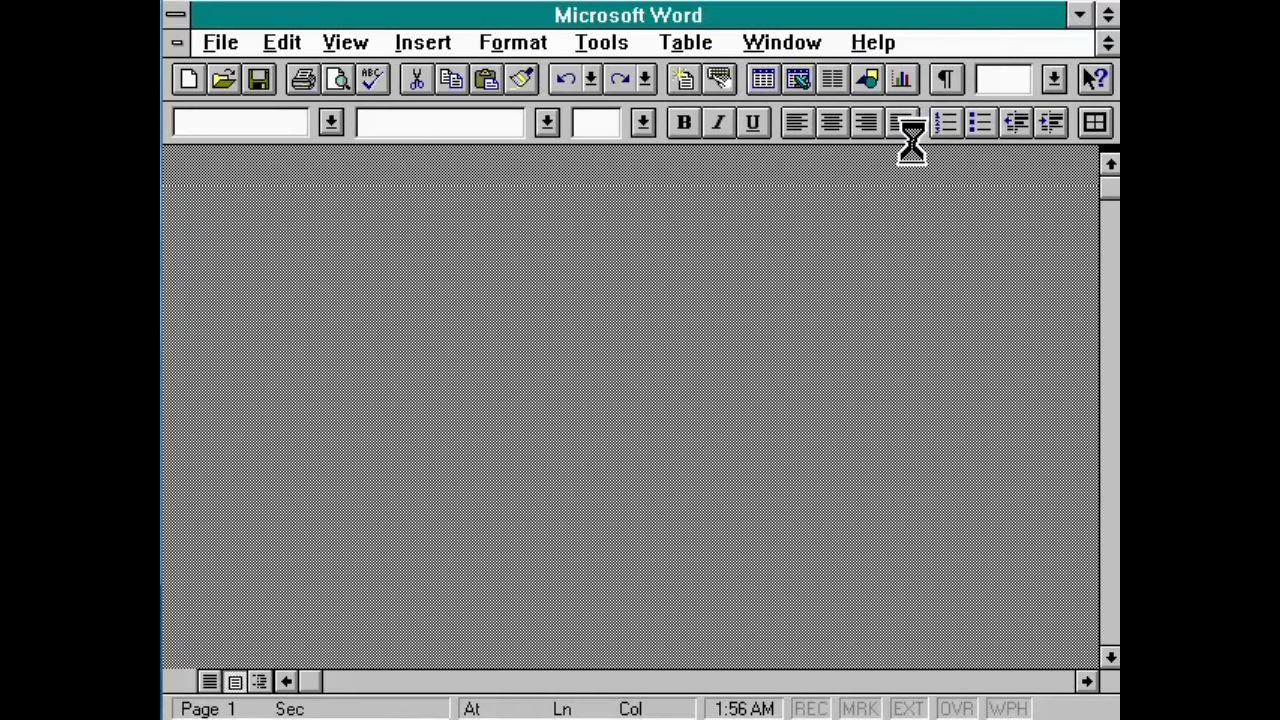 Microsoft Word
File Edit View Insert Format Tools Table Window Help
ABC
B I U
Page 1 Sec At Ln Col 1:56 AM REC MRK EXT OVR WPH